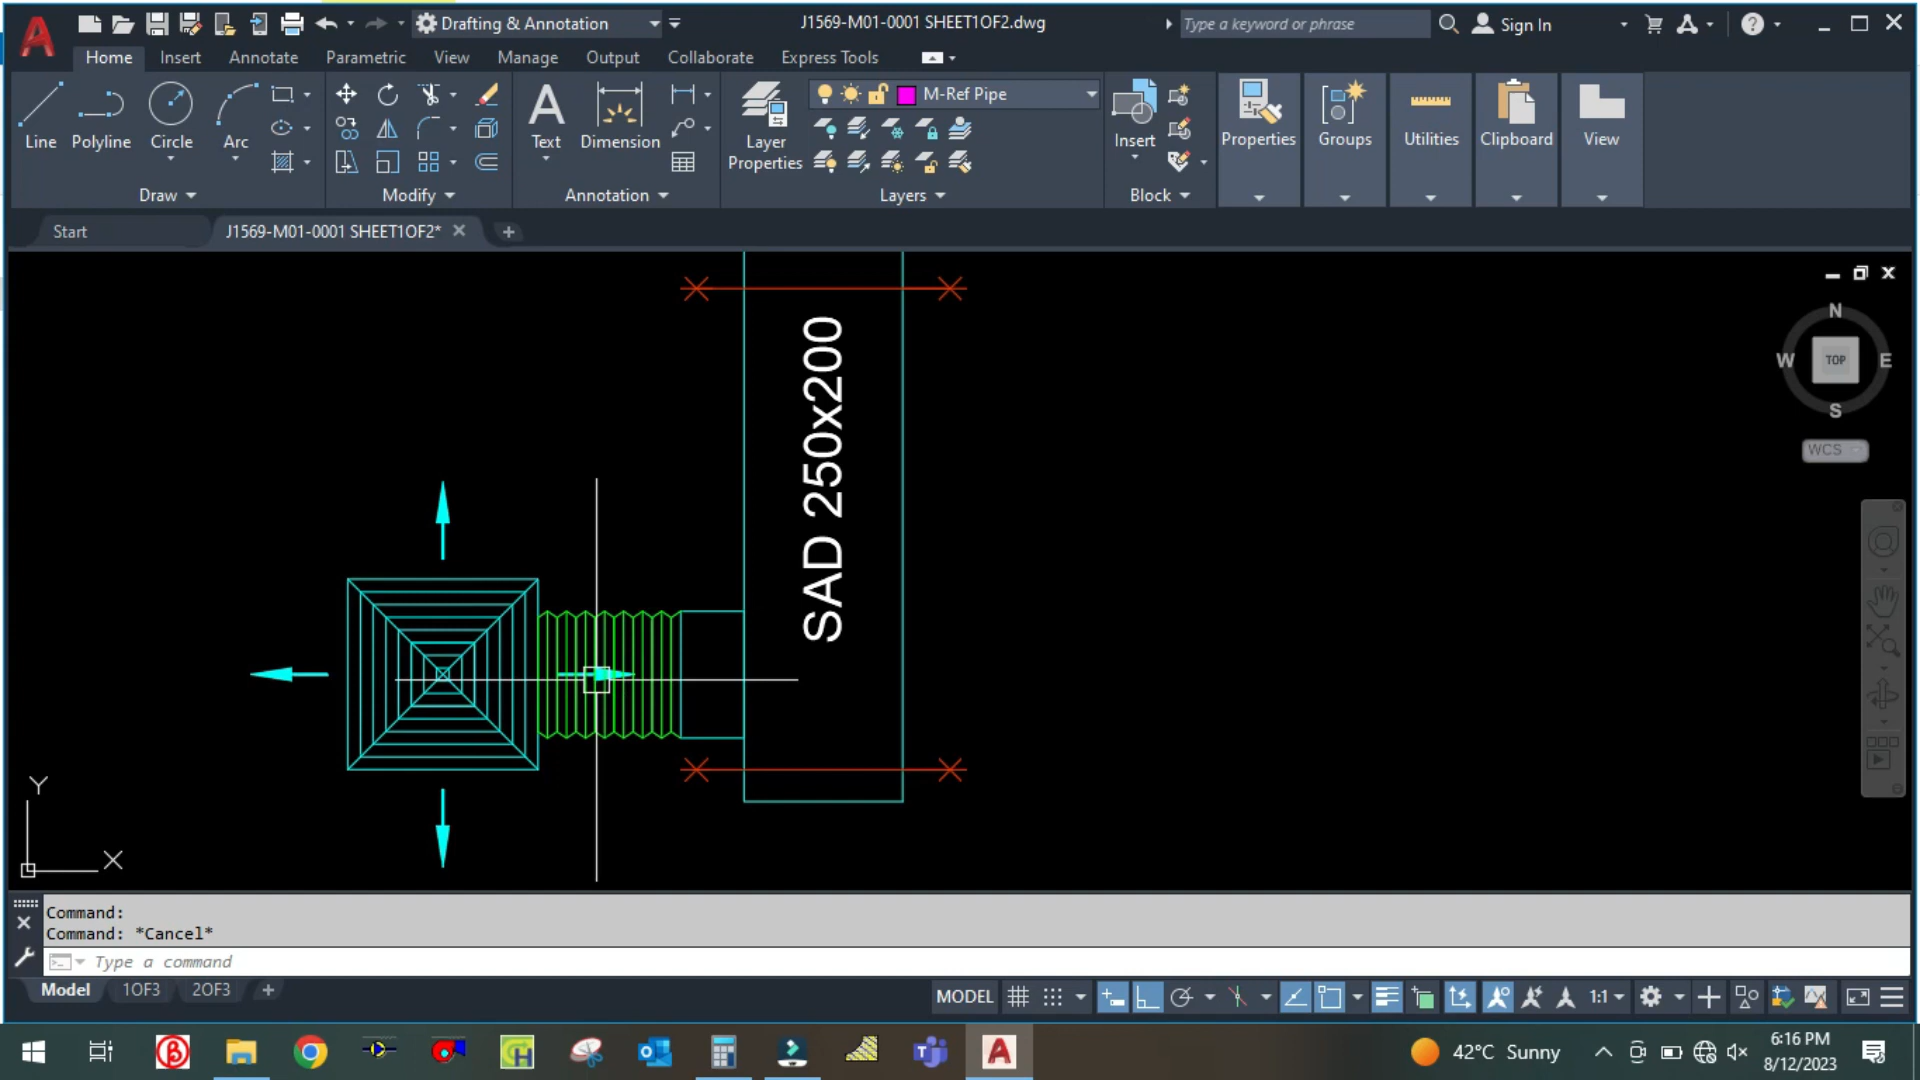 Drafting & Annotation
J1569-M01-0001 SHEET1OF2.dwg
Type a keyword or phrase
Sign In
Home
Insert
Annotate
Parametric
View
Manage
Output
Collaborate
Express Tools
Line
Polyline
Circle
Arc
Text
Dimension
Layer
Properties
M-Ref Pipe
Insert
Properties
Groups
Utilities
Clipboard
View
Draw
Modify
Annotation
Layers
Block
Start
J1569-M01-0001 SHEET1OF2*
SAD 250x200
N
W
TOP
E
S
WCS
Y
X
Command:
Command: *Cancel*
Type a command
Model
1OF3
2OF3
MODEL
1:1
42°C Sunny
6:16 PM
8/12/2023